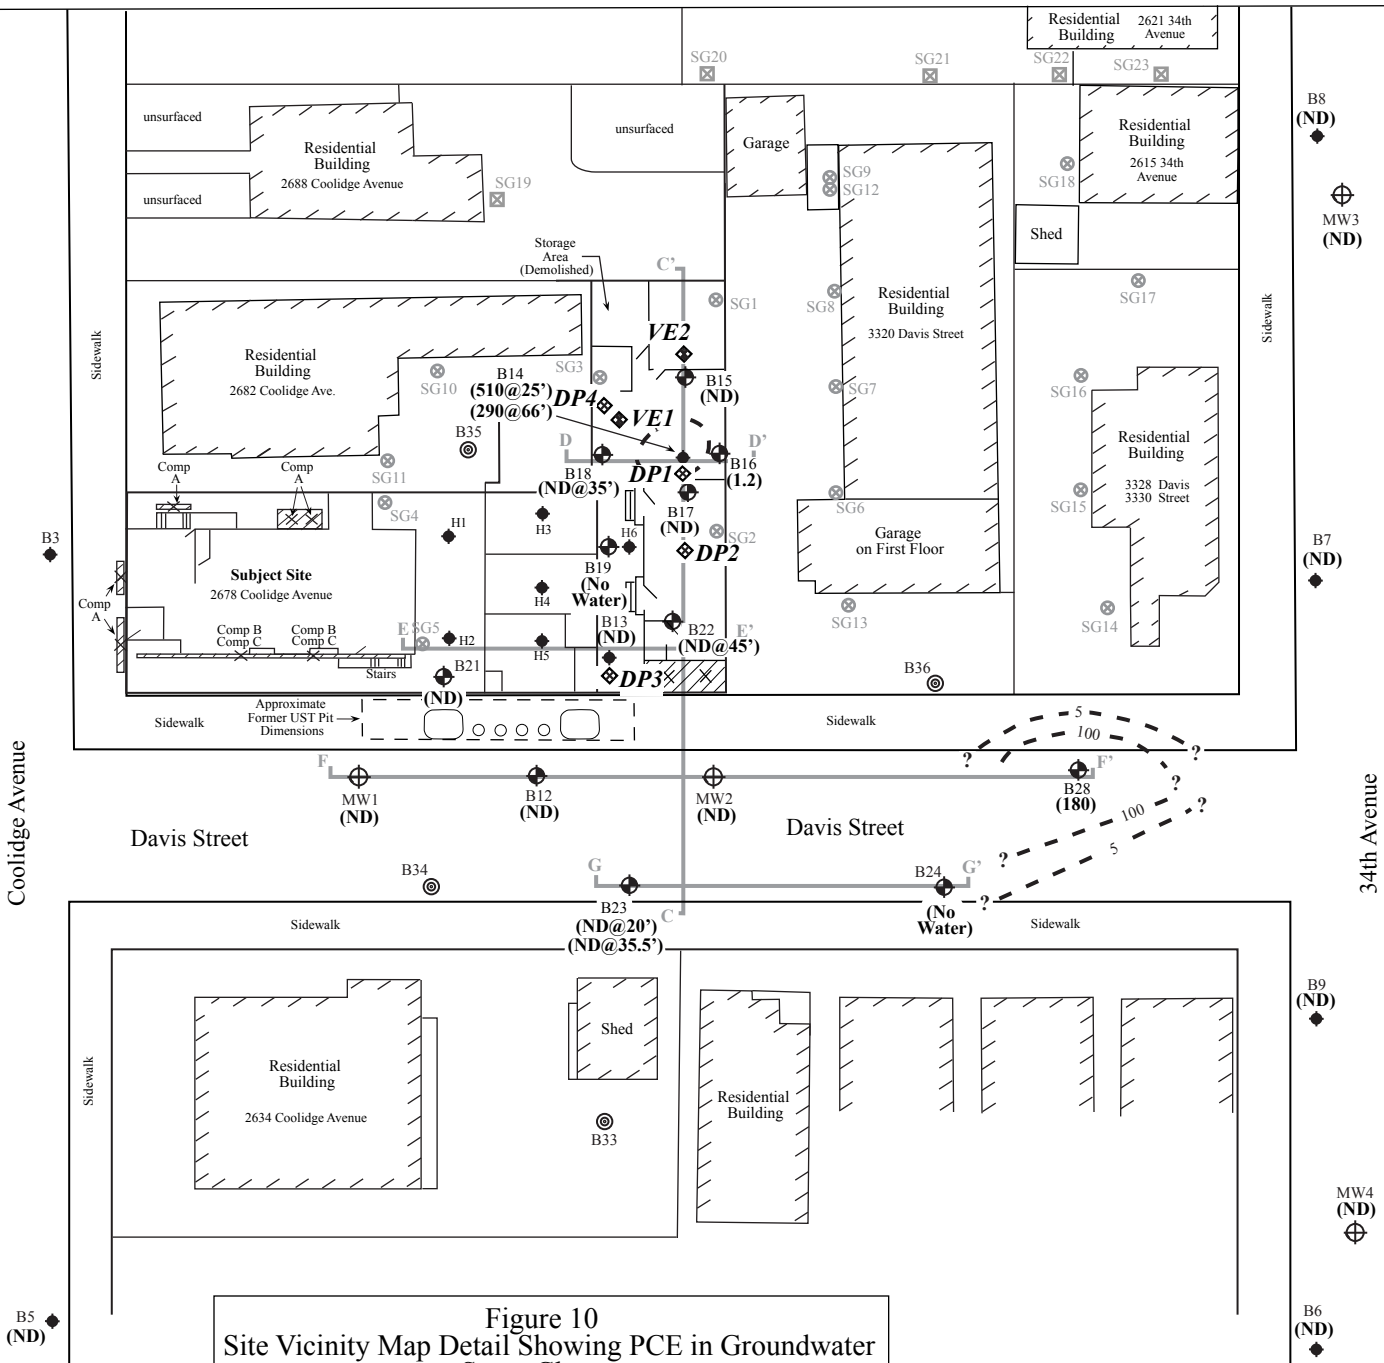 Residential
Building
2621 34th
Avenue
SG20
SG21
SG22
SG23
B8
(ND)
unsurfaced
Residential
Building
2688 Coolidge Avenue
unsurfaced
unsurfaced
SG19
Garage
SG9
SG12
SG18
Residential
Building
2615 34th
Avenue
MW3
(ND)
Shed
Storage
Area
(Demolished)
C'
SG1
SG8
Residential
Building
3320 Davis Street
SG17
Sidewalk
Sidewalk
VE2
Residential
Building
2682 Coolidge Ave.
SG10
B14
(510@25')
(290@66')
SG3
DP4
VE1
B15
(ND)
SG7
SG16
B35
D
D'
B18
(ND@35')
DP1
B16
(1.2)
Residential
Building
3328 Davis
3330 Street
SG11
Comp
A
Comp
A
SG4
B17
(ND)
SG6
SG15
B3
H1
H3
H6
SG2
DP2
Garage
on First Floor
B7
(ND)
Subject Site
2678 Coolidge Avenue
B19
(No
Water)
H4
Comp
A
SG13
SG14
Comp B
Comp C
Comp B
Comp C
E
SG5
H2
H5
B13
(ND)
B22
(ND@45')
E'
Stairs
B21
(ND)
DP3
B36
Approximate
Former UST Pit
Dimensions
Sidewalk
Sidewalk
5
100
?
?
?
?
F
F'
MW1
(ND)
B12
(ND)
MW2
(ND)
B28
(180)
Coolidge Avenue
Davis Street
Davis Street
34th Avenue
100
5
?
?
B34
G
G'
B24
(No
Water)
B23
(ND@20')
(ND@35.5')
C
Sidewalk
Sidewalk
B9
(ND)
Sidewalk
Residential
Building
2634 Coolidge Avenue
Shed
B33
Residential
Building
MW4
(ND)
B5
(ND)
B6
(ND)
Figure 10
Site Vicinity Map Detail Showing PCE in Groundwater